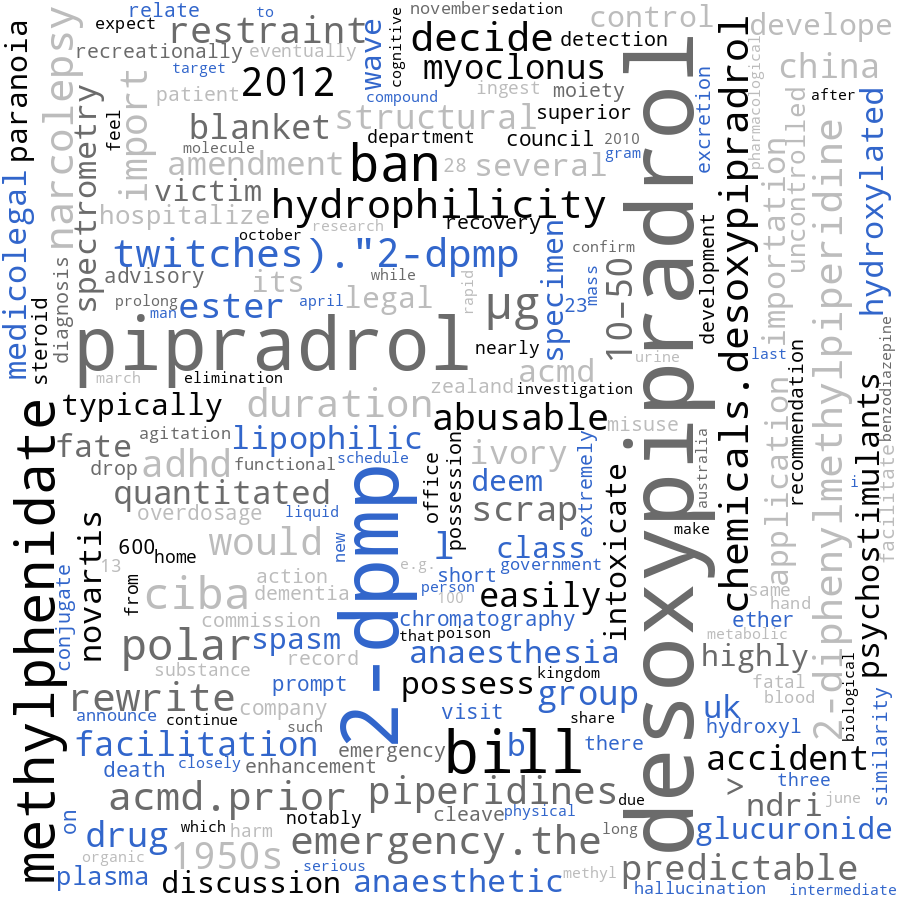 relate
to
november
sedation
expect
restraint
wave
cognitive
decide
detection
control
develope
recreationally
eventually
target
2012
myoclonus
china
patient
compound
ingest
moiety
after
paranoia
narcolepsy
feel
import
blanket
structural
superior
excretion
desoxypipradrol
pharmacological
uncontrolled
spectrometry
molecule
department
council
2010
amendment
ban
28
several
gram
medicolegal
victim
hydrophilicity
hospitalize
research
recovery
october
twitches)."2-dpmp
specimen
confirm
hydroxylated
advisory
its
while
rapid
mass
10-50
development
importation
2-diphenylmethylpiperidine
diagnosis
steroid
prolong
man
ester
april
legal
µg
23
pipradrol
nearly
urine
last
march
elimination
acmd
zealand
investigation
chemicals.desoxypipradrol
benzodiazepine
typically
duration
abusable
misuse
recommendation
application
psychostimulants
methylphenidate
fate
agitation
lipophilic
ivory
extremely
australia
drop
adhd
functional
schedule
office
possession
deem
i
facilitate
quantitated
overdosage
liquid
scrap
make
600
home
would
new
2-dpmp
l
class
intoxicate
13
novartis
conjugate
from
ciba
action
dementia
e.g.
person
short
government
100
easily
same
hand
commission
chromatography
ether
polar
spasm
that
poison
record
anaesthesia
metabolic
highly
substance
prompt
possess
kingdom
group
fatal
blood
biological
rewrite
company
visit
share
uk
hydroxyl
similarity
announce
continue
such
facilitation
emergency
bill
b
there
accident
death
closely
enhancement
>
three
acmd.prior
piperidines
due
ndri
june
on
drug
which
harm
notably
cleave
physical
long
glucuronide
organic
1950s
emergency.the
plasma
discussion
serious
anaesthetic
methyl
predictable
hallucination
intermediate